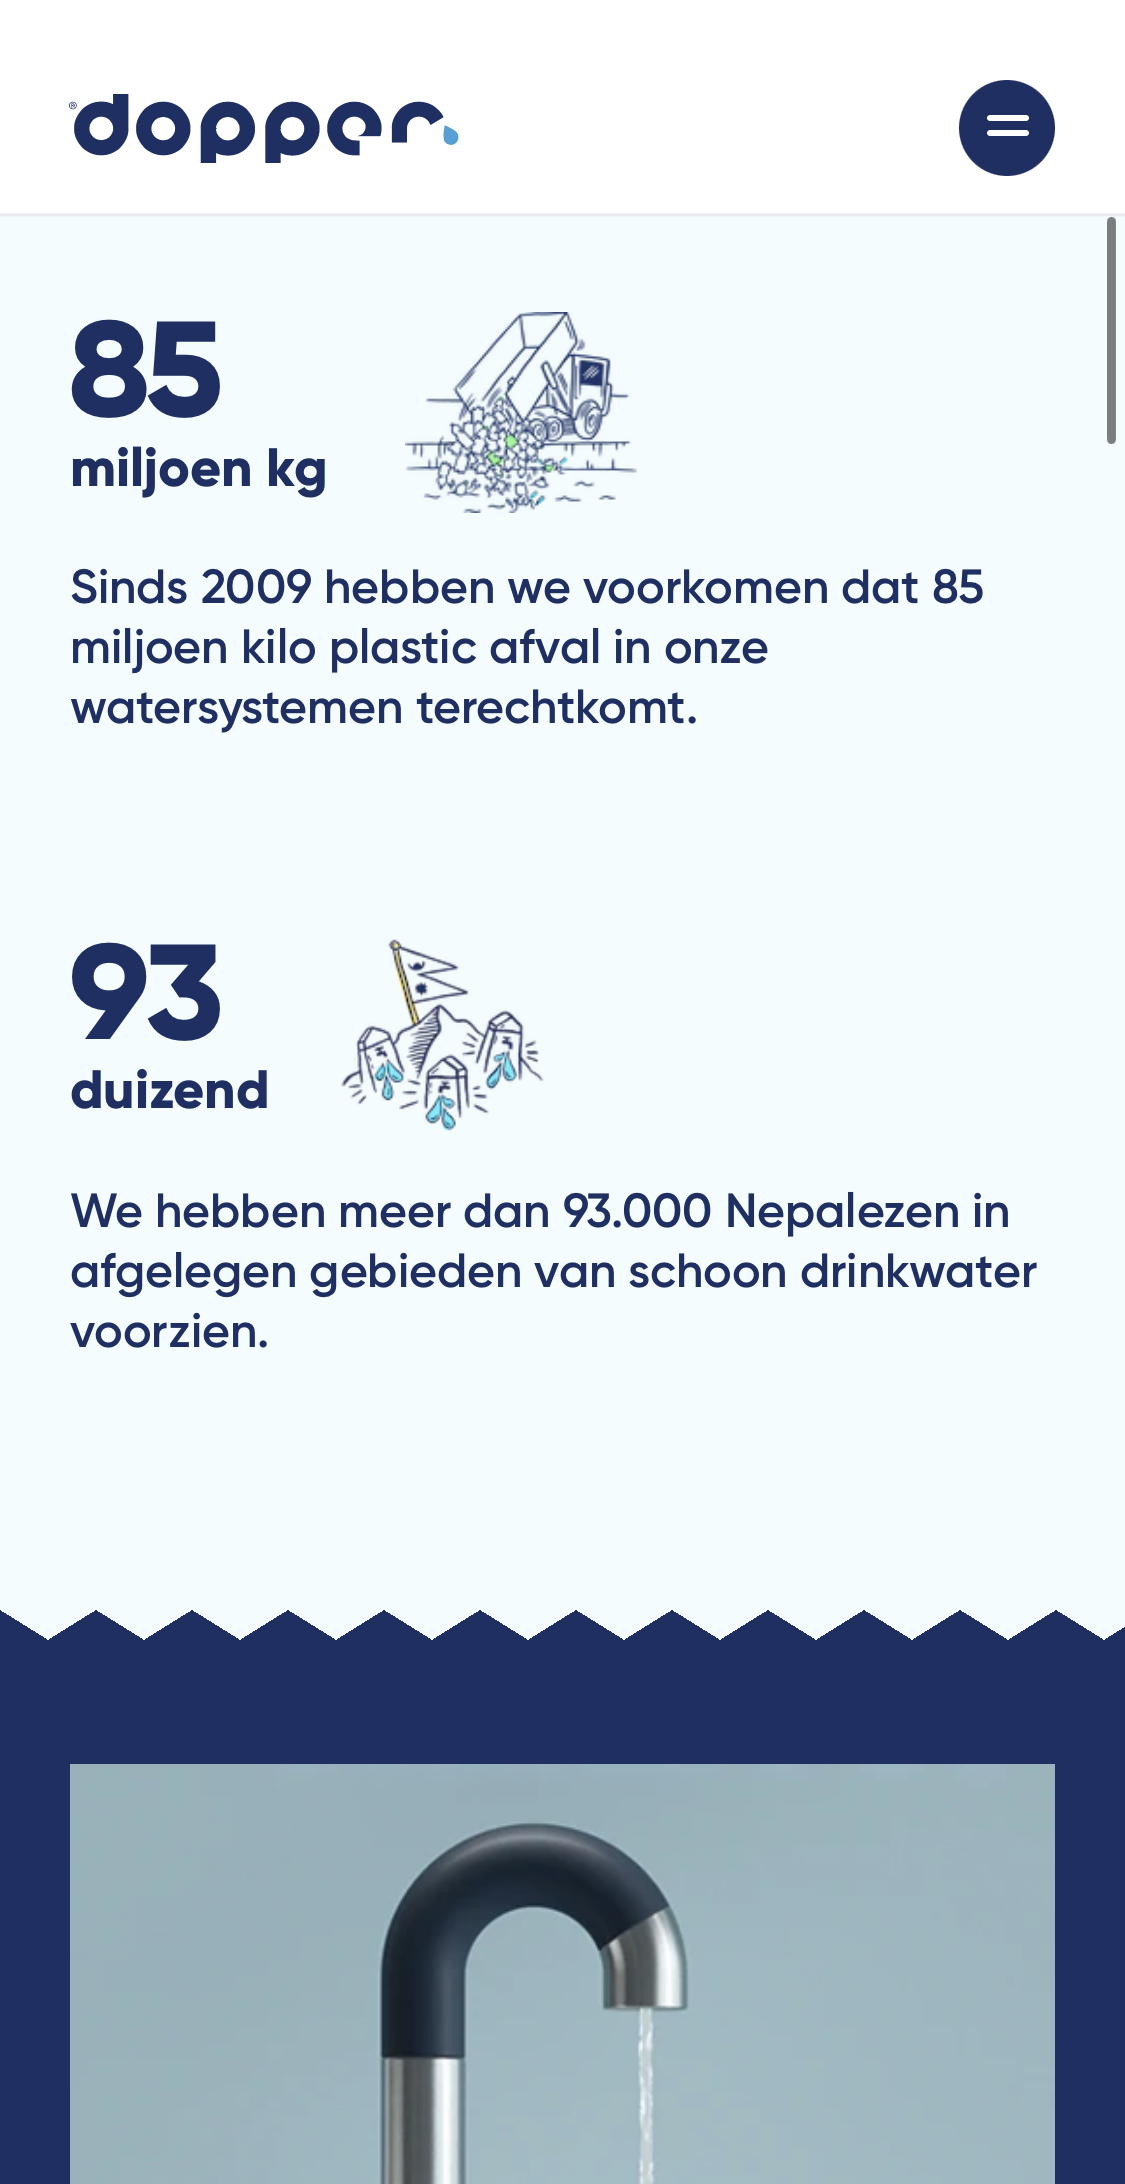 ®dopper
85
miljoen kg
Sinds 2009 hebben we voorkomen dat 85
miljoen kilo plastic afval in onze
watersystemen terechtkomt.
93
duizend
We hebben meer dan 93.000 Nepalezen in
afgelegen gebieden van schoon drinkwater
voorzien.